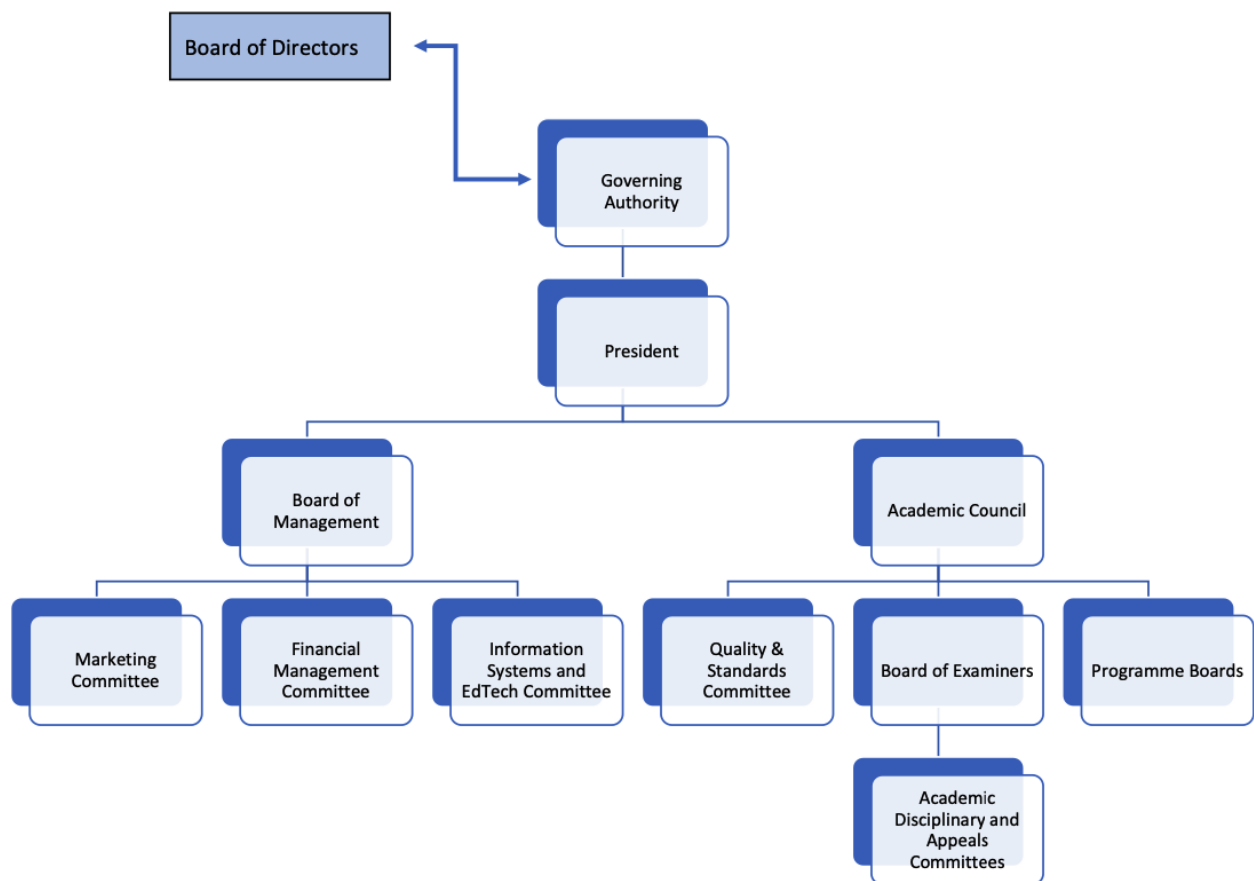 Board of Directors
Governing
Authority
President
Board of
Management
Academic Council
Marketing
Committee
Financial
Management
Committee
Information
Systems and
EdTech Committee
Quality &
Standards
Committee
Board of Examiners
Programme Boards
Academic
Disciplinary and
Appeals
Committees